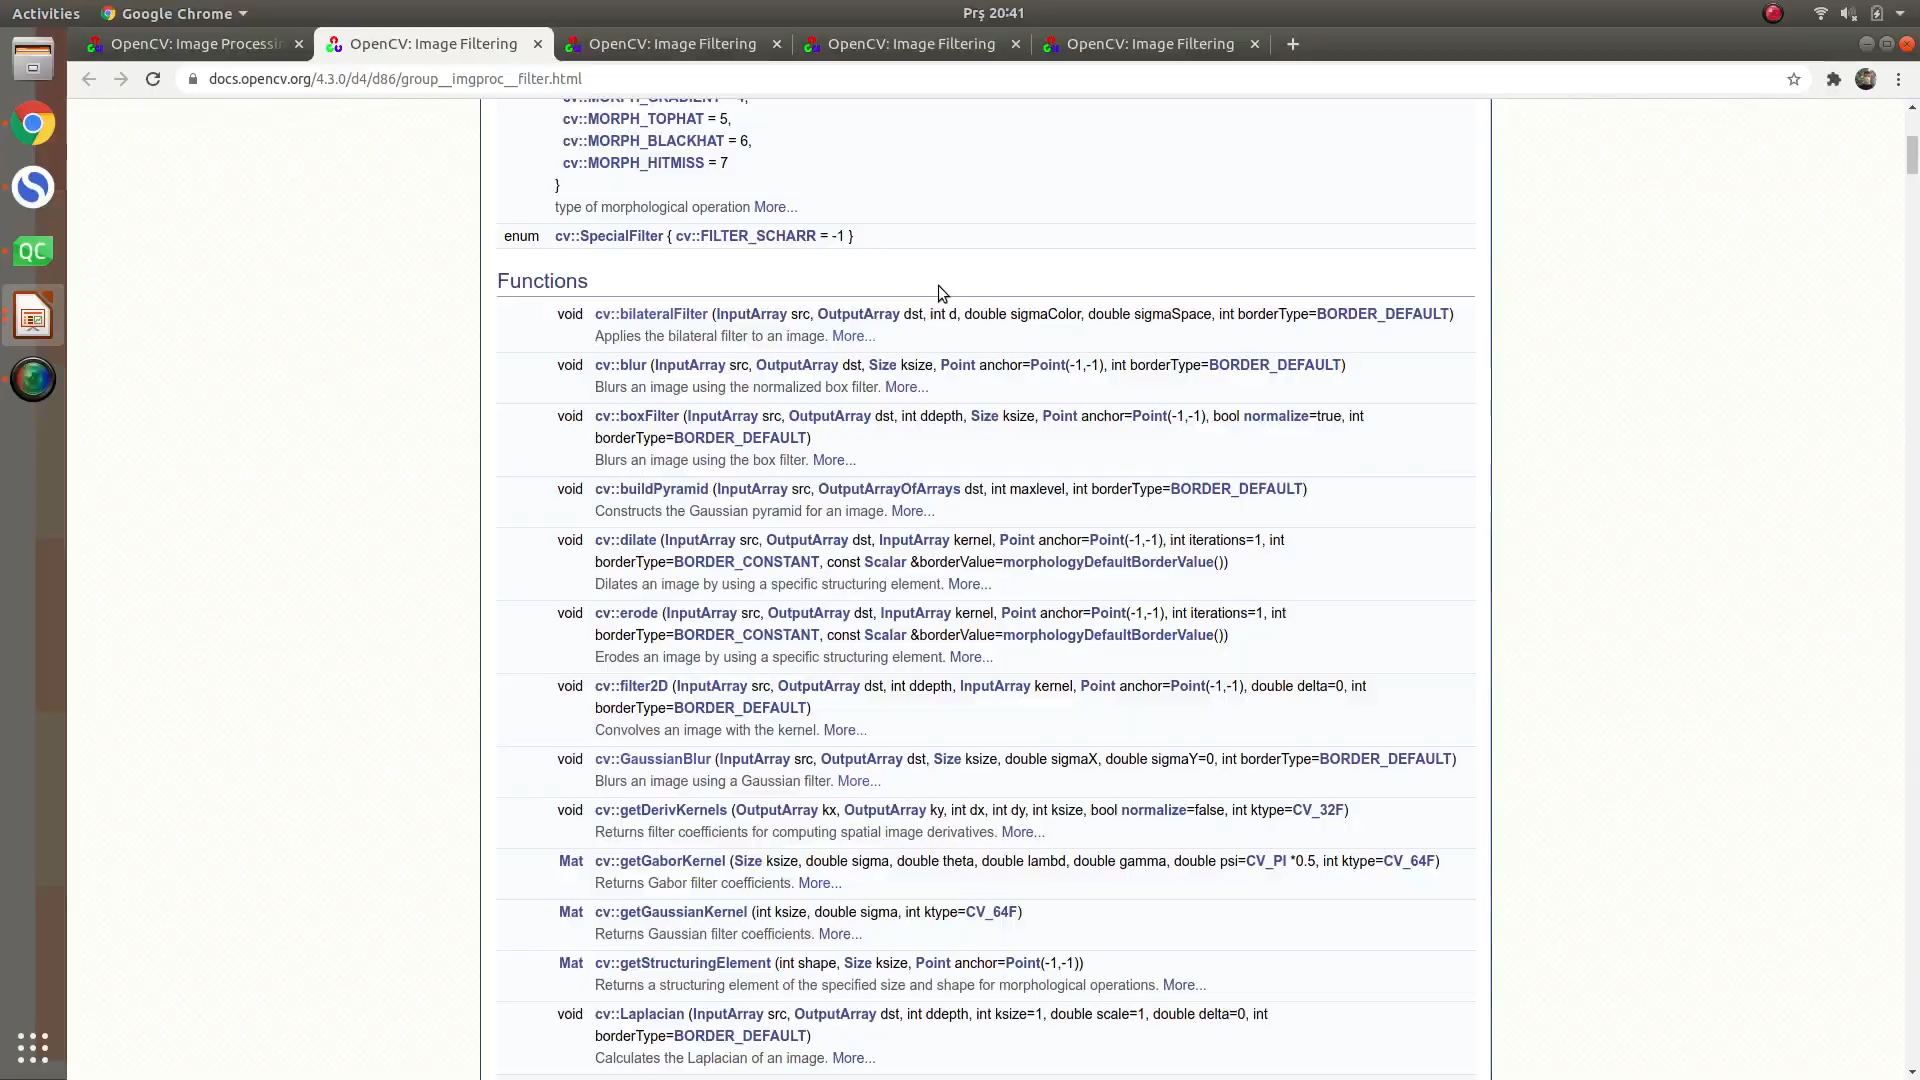 Activities Google Chrome Prş 20:41
OpenCV: Image Processin OpenCV: Image Filtering OpenCV: Image Filtering OpenCV: Image Filtering OpenCV: Image Filtering
docs.opencv.org/4.3.0/d4/d86/group__imgproc__filter.html
cv::MORPH_GRADIENT = 4,
cv::MORPH_TOPHAT = 5,
cv::MORPH_BLACKHAT = 6,
cv::MORPH_HITMISS = 7
}
type of morphological operation More...
enum cv::SpecialFilter { cv::FILTER_SCHARR = -1 }
Functions
void cv::bilateralFilter (InputArray src, OutputArray dst, int d, double sigmaColor, double sigmaSpace, int borderType=BORDER_DEFAULT)
Applies the bilateral filter to an image. More...
void cv::blur (InputArray src, OutputArray dst, Size ksize, Point anchor=Point(-1,-1), int borderType=BORDER_DEFAULT)
Blurs an image using the normalized box filter. More...
void cv::boxFilter (InputArray src, OutputArray dst, int ddepth, Size ksize, Point anchor=Point(-1,-1), bool normalize=true, int
borderType=BORDER_DEFAULT)
Blurs an image using the box filter. More...
void cv::buildPyramid (InputArray src, OutputArrayOfArrays dst, int maxlevel, int borderType=BORDER_DEFAULT)
Constructs the Gaussian pyramid for an image. More...
void cv::dilate (InputArray src, OutputArray dst, InputArray kernel, Point anchor=Point(-1,-1), int iterations=1, int
borderType=BORDER_CONSTANT, const Scalar &borderValue=morphologyDefaultBorderValue())
Dilates an image by using a specific structuring element. More...
void cv::erode (InputArray src, OutputArray dst, InputArray kernel, Point anchor=Point(-1,-1), int iterations=1, int
borderType=BORDER_CONSTANT, const Scalar &borderValue=morphologyDefaultBorderValue())
Erodes an image by using a specific structuring element. More...
void cv::filter2D (InputArray src, OutputArray dst, int ddepth, InputArray kernel, Point anchor=Point(-1,-1), double delta=0, int
borderType=BORDER_DEFAULT)
Convolves an image with the kernel. More...
void cv::GaussianBlur (InputArray src, OutputArray dst, Size ksize, double sigmaX, double sigmaY=0, int borderType=BORDER_DEFAULT)
Blurs an image using a Gaussian filter. More...
void cv::getDerivKernels (OutputArray kx, OutputArray ky, int dx, int dy, int ksize, bool normalize=false, int ktype=CV_32F)
Returns filter coefficients for computing spatial image derivatives. More...
Mat cv::getGaborKernel (Size ksize, double sigma, double theta, double lambd, double gamma, double psi=CV_PI *0.5, int ktype=CV_64F)
Returns Gabor filter coefficients. More...
Mat cv::getGaussianKernel (int ksize, double sigma, int ktype=CV_64F)
Returns Gaussian filter coefficients. More...
Mat cv::getStructuringElement (int shape, Size ksize, Point anchor=Point(-1,-1))
Returns a structuring element of the specified size and shape for morphological operations. More...
void cv::Laplacian (InputArray src, OutputArray dst, int ddepth, int ksize=1, double scale=1, double delta=0, int
borderType=BORDER_DEFAULT)
Calculates the Laplacian of an image. More...
QC